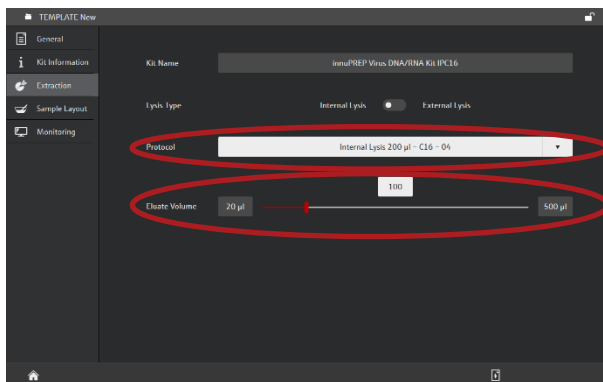 TEMPLATE New
General
Kit Information
Extraction
Sample Layout
Monitoring
Kit Name innuPREP Virus DNA/RNA Kit IPC16
Lysis Type Internal Lysis External Lysis
Protocol Internal Lysis 200 µl – C16 – 04
100
Eluate Volume 20 µl 500 µl